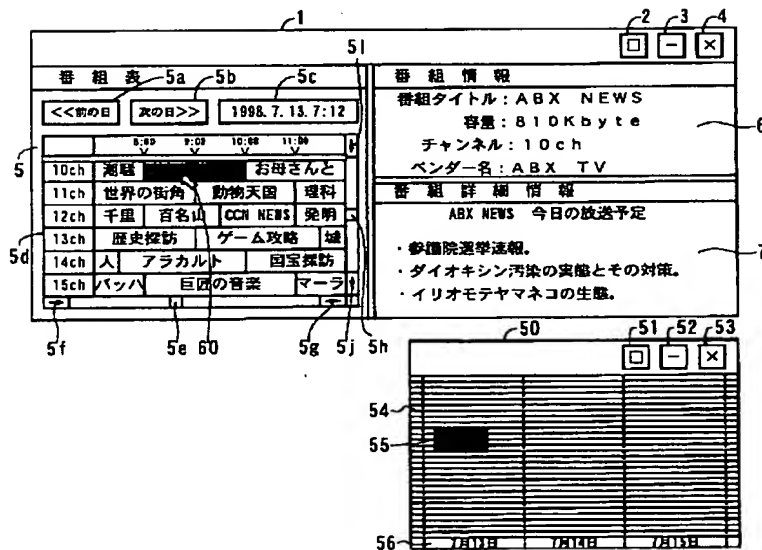 1
2 3 4
番組表
5a 5b 5c 5i
<<前の日 次の日>> 1998.7.13.7:12
9:00 10:00 11:00
5
10ch 潮騒 お母さんと
11ch 世界の街角 動物天国 理科
12ch 千里 百名山 CCN NEWS 発明
13ch 歴史探訪 ゲーム攻略 城
5d
14ch 人 アラカルト 国宝探訪
15ch バッハ 巨匠の音楽 マーラ
5f 5e 60 5g 5j 5h
番組情報
番組タイトル:ABX NEWS
容量:810Kbyte
6
チャンネル:10ch
ベンダー名:ABX TV
番組詳細情報
ABX NEWS 今日の放送予定
・参議院選挙速報。
7
・ダイオキシン汚染の実態とその対策。
・イリオモテヤマネコの生態。
50 51 52 53
54
55
56
7月13日 7月14日 7月15日